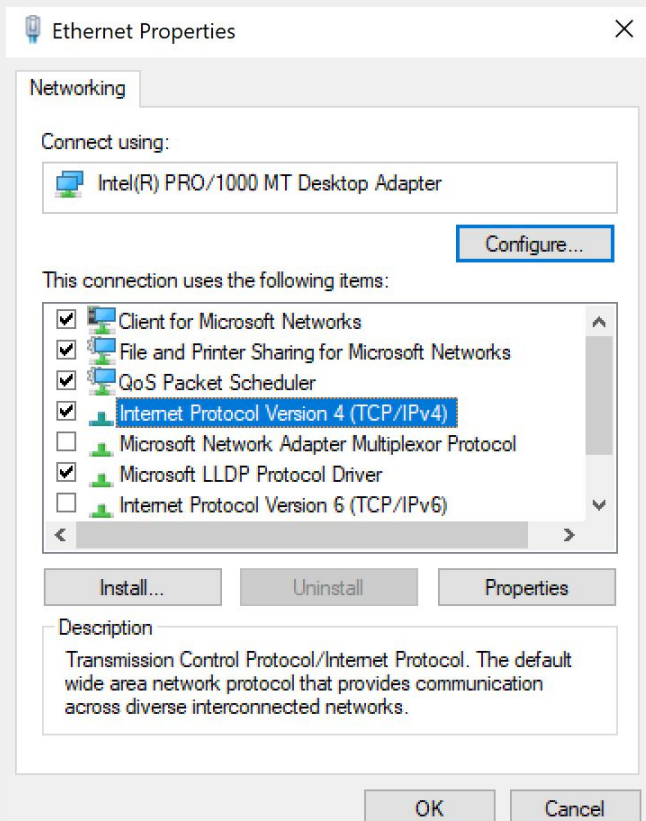 Ethernet Properties
Networking
Connect using:
Intel(R) PRO/1000 MT Desktop Adapter
Configure...
This connection uses the following items:
Client for Microsoft Networks
File and Printer Sharing for Microsoft Networks
QoS Packet Scheduler
Internet Protocol Version 4 (TCP/IPv4)
Microsoft Network Adapter Multiplexor Protocol
Microsoft LLDP Protocol Driver
Internet Protocol Version 6 (TCP/IPv6)
Install...
Uninstall
Properties
Description
Transmission Control Protocol/Internet Protocol. The default
wide area network protocol that provides communication
across diverse interconnected networks.
OK
Cancel